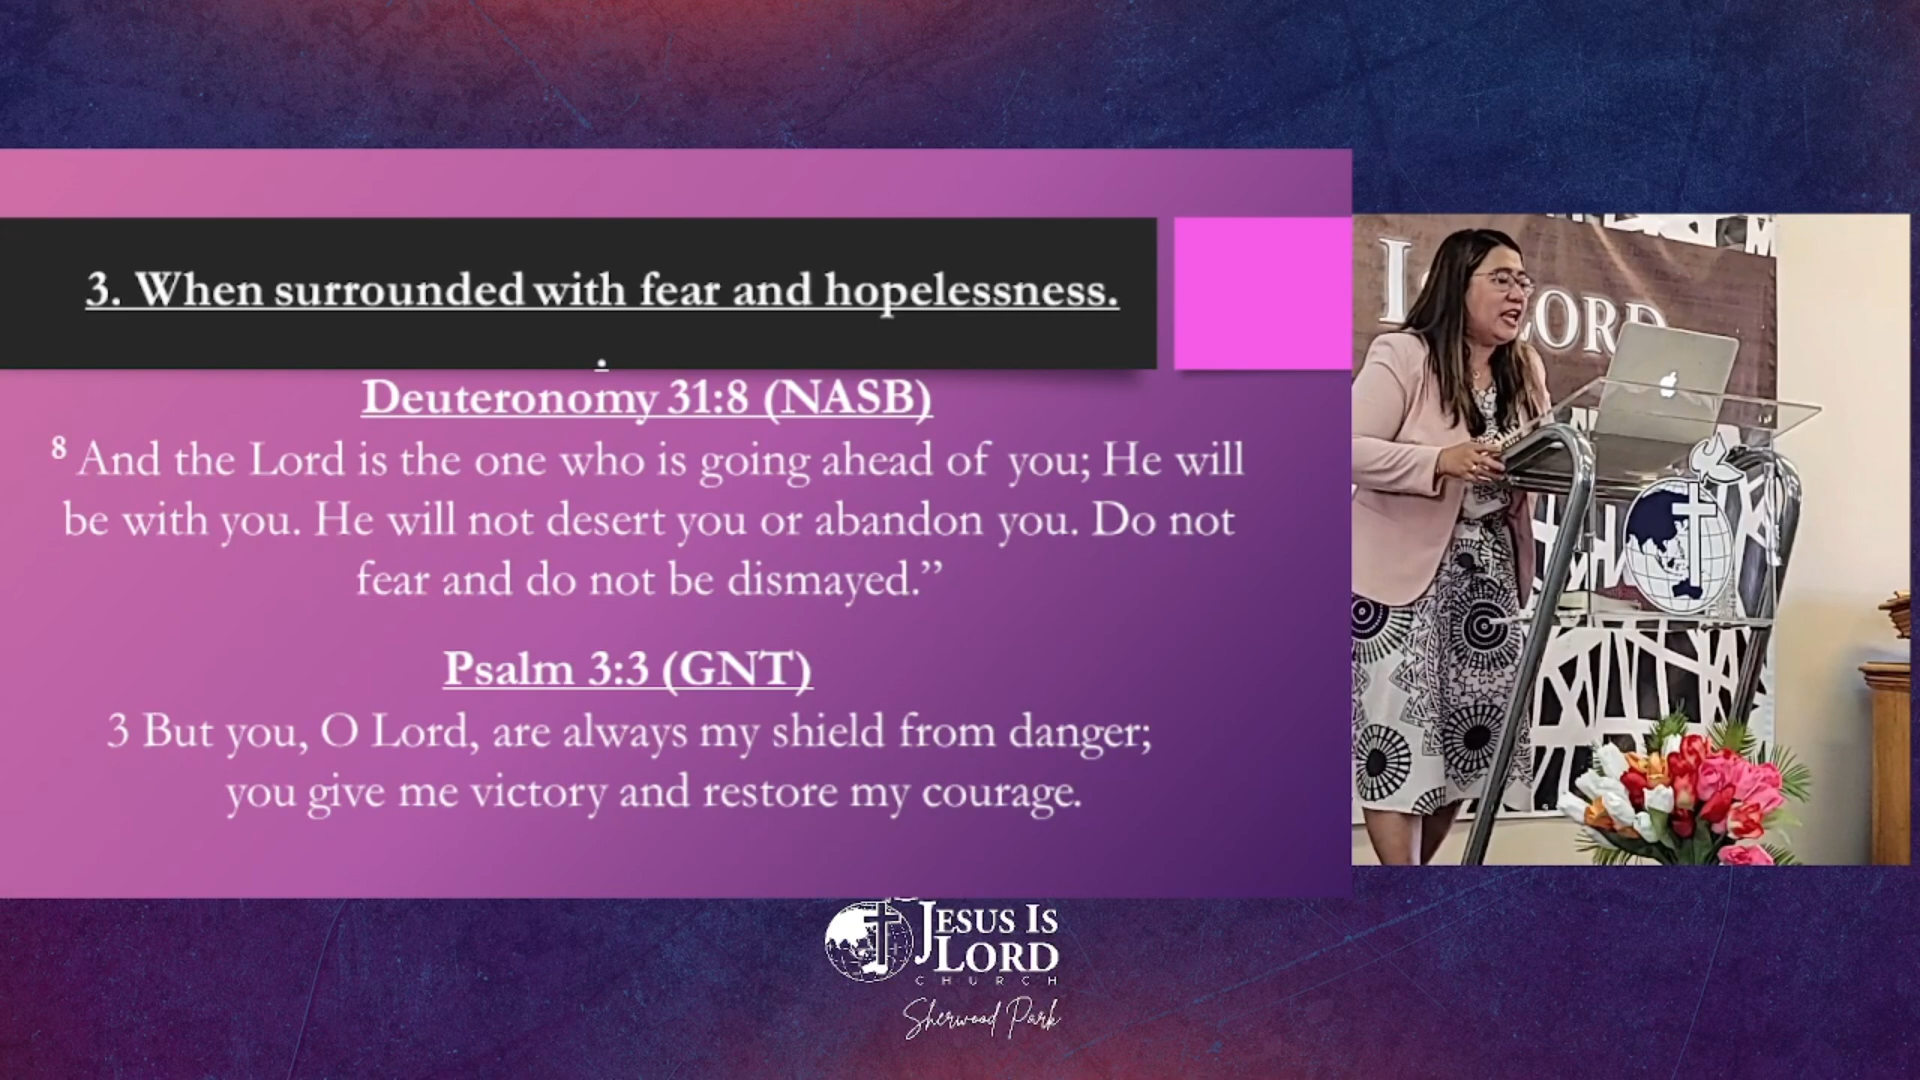 3. When surrounded with fear and hopelessness.
.
Deuteronomy 31:8 (NASB)
8 And the Lord is the one who is going ahead of you; He will
be with you. He will not desert you or abandon you. Do not
fear and do not be dismayed.”
Psalm 3:3 (GNT)
3 But you, O Lord, are always my shield from danger;
you give me victory and restore my courage.
LORD
JESUS IS
LORD
CHURCH
Sherwood Park